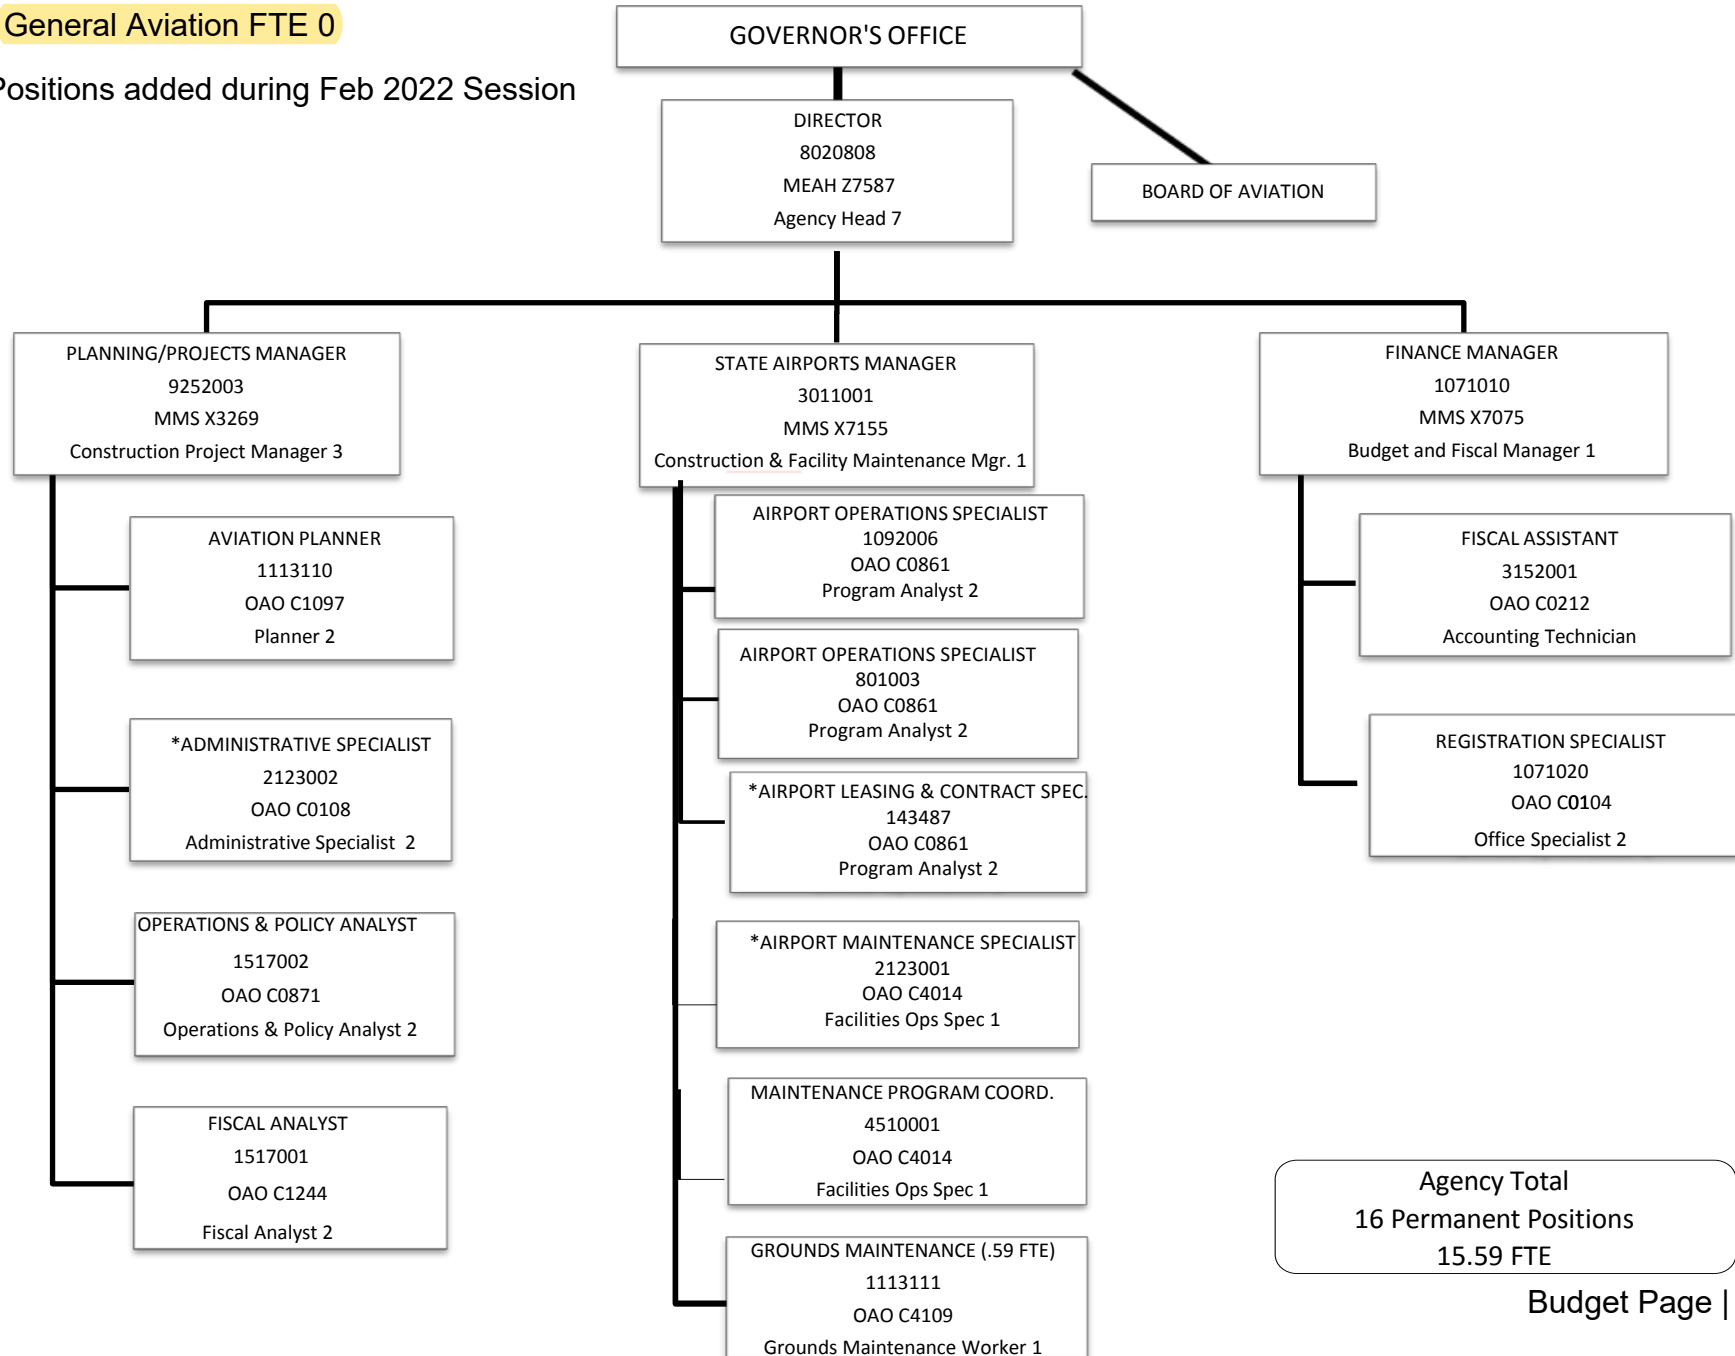 General Aviation FTE 0
Positions added during Feb 2022 Session
GOVERNOR'S OFFICE
DIRECTOR
8020808
MEAH Z7587
Agency Head 7
BOARD OF AVIATION
PLANNING/PROJECTS MANAGER
9252003
MMS X3269
Construction Project Manager 3
STATE AIRPORTS MANAGER
3011001
MMS X7155
Construction & Facility Maintenance Mgr. 1
FINANCE MANAGER
1071010
MMS X7075
Budget and Fiscal Manager 1
AVIATION PLANNER
1113110
OAO C1097
Planner 2
*ADMINISTRATIVE SPECIALIST
2123002
OAO C0108
Administrative Specialist 2
OPERATIONS & POLICY ANALYST
1517002
OAO C0871
Operations & Policy Analyst 2
FISCAL ANALYST
1517001
OAO C1244
Fiscal Analyst 2
AIRPORT OPERATIONS SPECIALIST
1092006
OAO C0861
Program Analyst 2
AIRPORT OPERATIONS SPECIALIST
801003
OAO C0861
Program Analyst 2
*AIRPORT LEASING & CONTRACT SPEC.
143487
OAO C0861
Program Analyst 2
*AIRPORT MAINTENANCE SPECIALIST
2123001
OAO C4014
Facilities Ops Spec 1
MAINTENANCE PROGRAM COORD.
4510001
OAO C4014
Facilities Ops Spec 1
GROUNDS MAINTENANCE (.59 FTE)
1113111
OAO C4109
Grounds Maintenance Worker 1
FISCAL ASSISTANT
3152001
OAO C0212
Accounting Technician
REGISTRATION SPECIALIST
1071020
OAO C0104
Office Specialist 2
Agency Total
16 Permanent Positions
15.59 FTE
Budget Page |